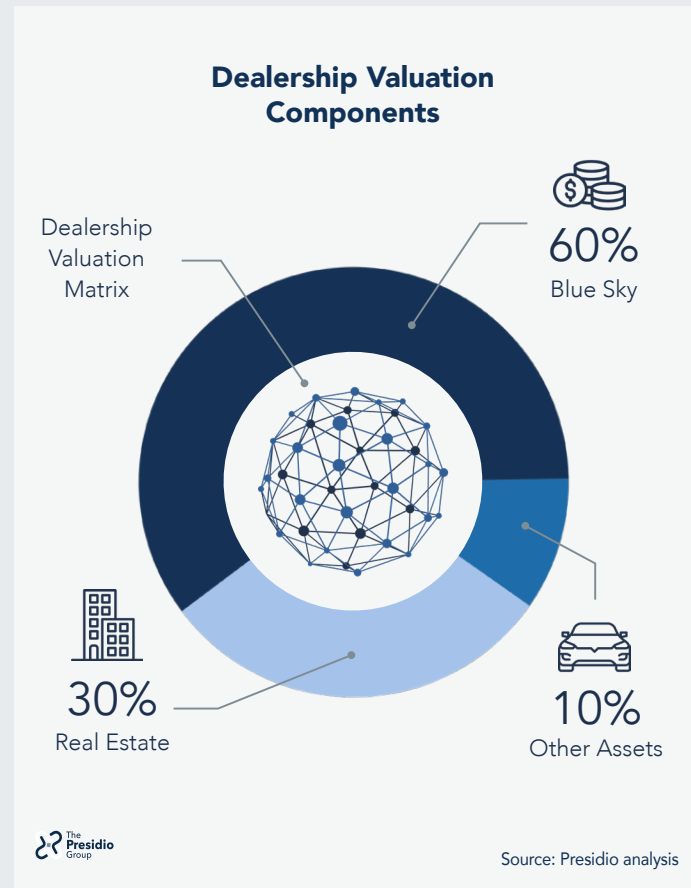 Dealership Valuation
Components
Dealership
Valuation
Matrix
$
60%
Blue Sky
30%
Real Estate
10%
Other Assets
The
Presidio
Group
Source: Presidio analysis